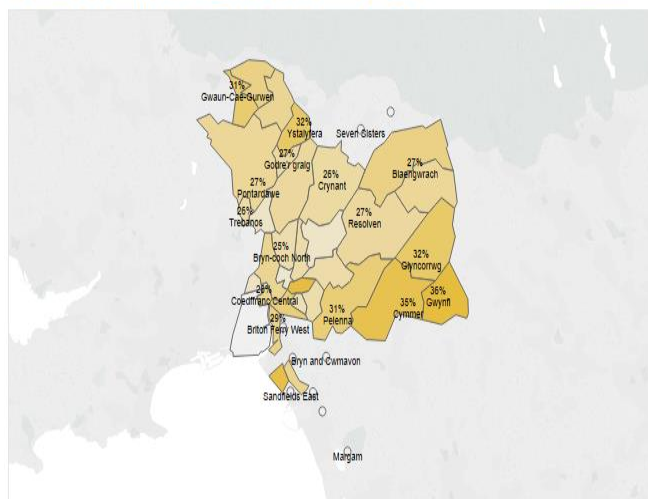 31%
Gwaun-Cae-Gurwen
32%
Ystalyfera
Seven Sisters
27%
Godre'r graig
27%
Blaengwrach
26%
Crynant
27%
Pontardawe
26%
Trebanos
27%
Resolven
25%
Bryn-coch North
32%
Glyncorrwg
36%
Gwynfi
Coedffranc Central
31%
Pelenna
35%
Cymmer
29%
Briton Ferry West
Bryn and Cwmavon
Sandfields East
Margam